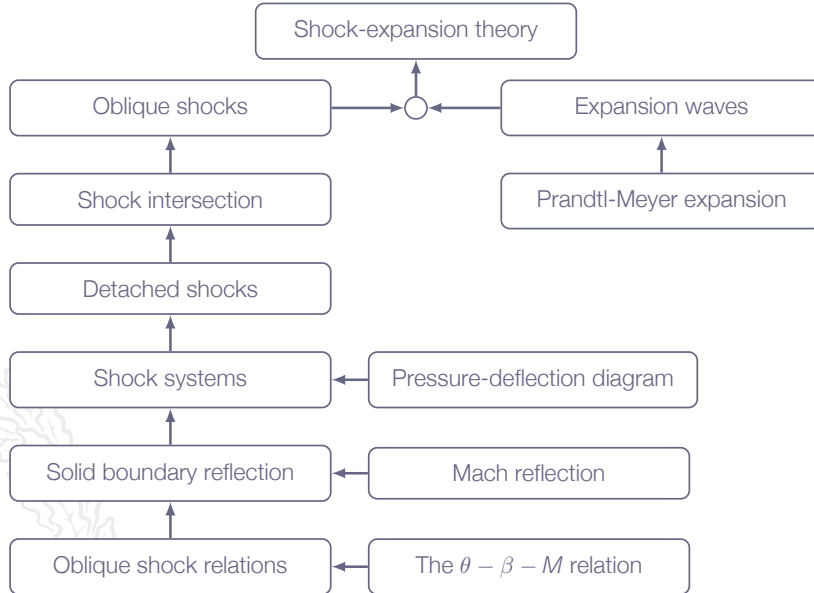 Shock-expansion theory
Oblique shocks
Expansion waves
Shock intersection
Prandtl-Meyer expansion
Detached shocks
Shock systems
Pressure-deflection diagram
Solid boundary reflection
Mach reflection
Oblique shock relations
The θ − β − M relation